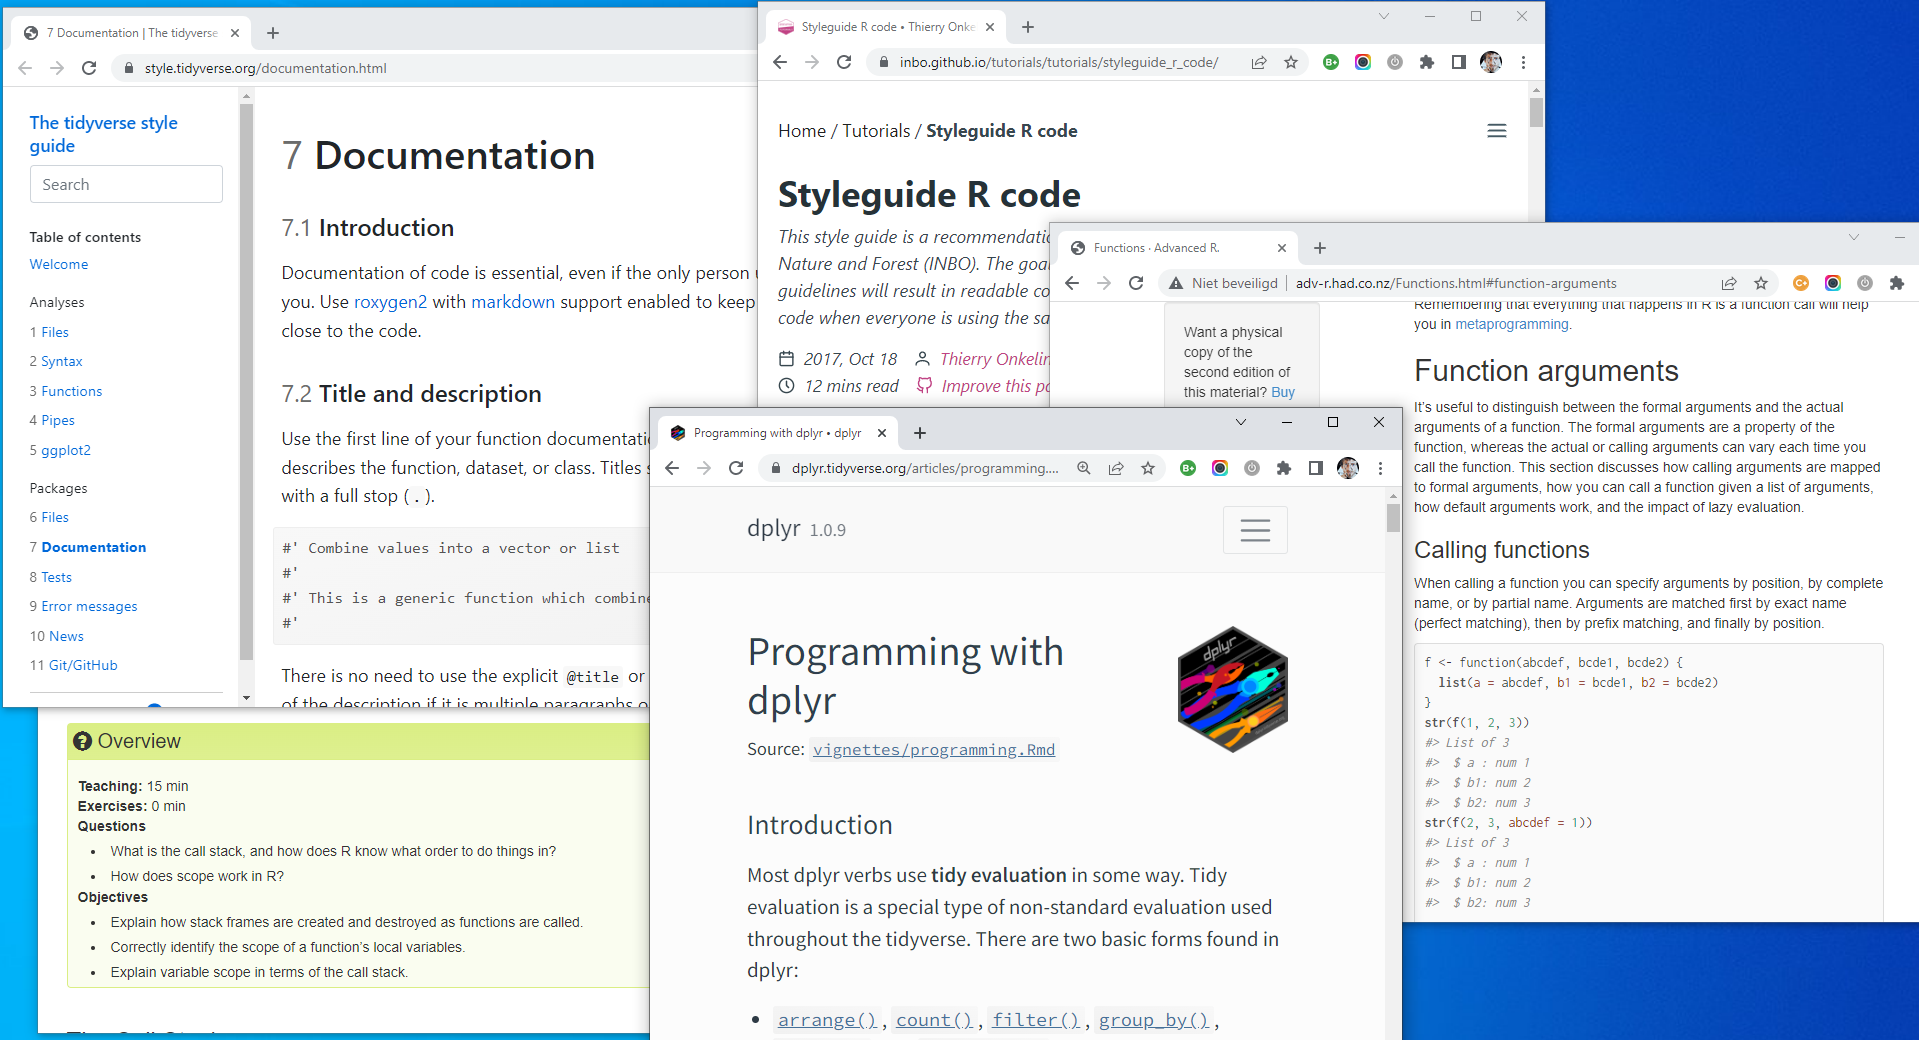 7 Documentation | The tidyverse
style.tidyverse.org/documentation.html
The tidyverse style
guide
Search
Table of contents
Welcome
Analyses
1 Files
2 Syntax
3 Functions
4 Pipes
5 ggplot2
Packages
6 Files
7 Documentation
8 Tests
9 Error messages
10 News
11 Git/GitHub
7 Documentation
7.1 Introduction
Documentation of code is essential, even if the only person
you. Use roxygen2 with markdown support enabled to keep
close to the code.
7.2 Title and description
Use the first line of your function documentati
describes the function, dataset, or class. Titles s
with a full stop (.).
#' Combine values into a vector or list
#'
#' This is a generic function which combine
#'
There is no need to use the explicit @title or
of the description if it is multiple paragraphs o
Styleguide R code • Thierry Onke
inbo.github.io/tutorials/tutorials/styleguide_r_code/
Home / Tutorials / Styleguide R code
Styleguide R code
This style guide is a recommendatio
Nature and Forest (INBO). The goal
guidelines will result in readable co
code when everyone is using the sa
2017, Oct 18 Thierry Onkelin
12 mins read Improve this pa
Functions · Advanced R.
Niet beveiligd | adv-r.had.co.nz/Functions.html#function-arguments
Want a physical
copy of the
second edition of
this material? Buy
Remembering that everything that happens in R is a function call will help
you in metaprogramming.
Function arguments
It's useful to distinguish between the formal arguments and the actual
arguments of a function. The formal arguments are a property of the
function, whereas the actual or calling arguments can vary each time you
call the function. This section discusses how calling arguments are mapped
to formal arguments, how you can call a function given a list of arguments,
how default arguments work, and the impact of lazy evaluation.
Calling functions
When calling a function you can specify arguments by position, by complete
name, or by partial name. Arguments are matched first by exact name
(perfect matching), then by prefix matching, and finally by position.
f <- function(abcdef, bcde1, bcde2) {
list(a = abcdef, b1 = bcde1, b2 = bcde2)
}
str(f(1, 2, 3))
#> List of 3
#> $ a : num 1
#> $ b1: num 2
#> $ b2: num 3
str(f(2, 3, abcdef = 1))
#> List of 3
#> $ a : num 1
#> $ b1: num 2
#> $ b2: num 3
Programming with dplyr • dplyr
dplyr.tidyverse.org/articles/programming....
dplyr 1.0.9
Programming with
dplyr
dplyr
Source: vignettes/programming.Rmd
Introduction
Most dplyr verbs use tidy evaluation in some way. Tidy
evaluation is a special type of non-standard evaluation used
throughout the tidyverse. There are two basic forms found in
dplyr:
• arrange(), count(), filter(), group_by(),
Overview
Teaching: 15 min
Exercises: 0 min
Questions
• What is the call stack, and how does R know what order to do things in?
• How does scope work in R?
Objectives
• Explain how stack frames are created and destroyed as functions are called.
• Correctly identify the scope of a function's local variables.
• Explain variable scope in terms of the call stack.